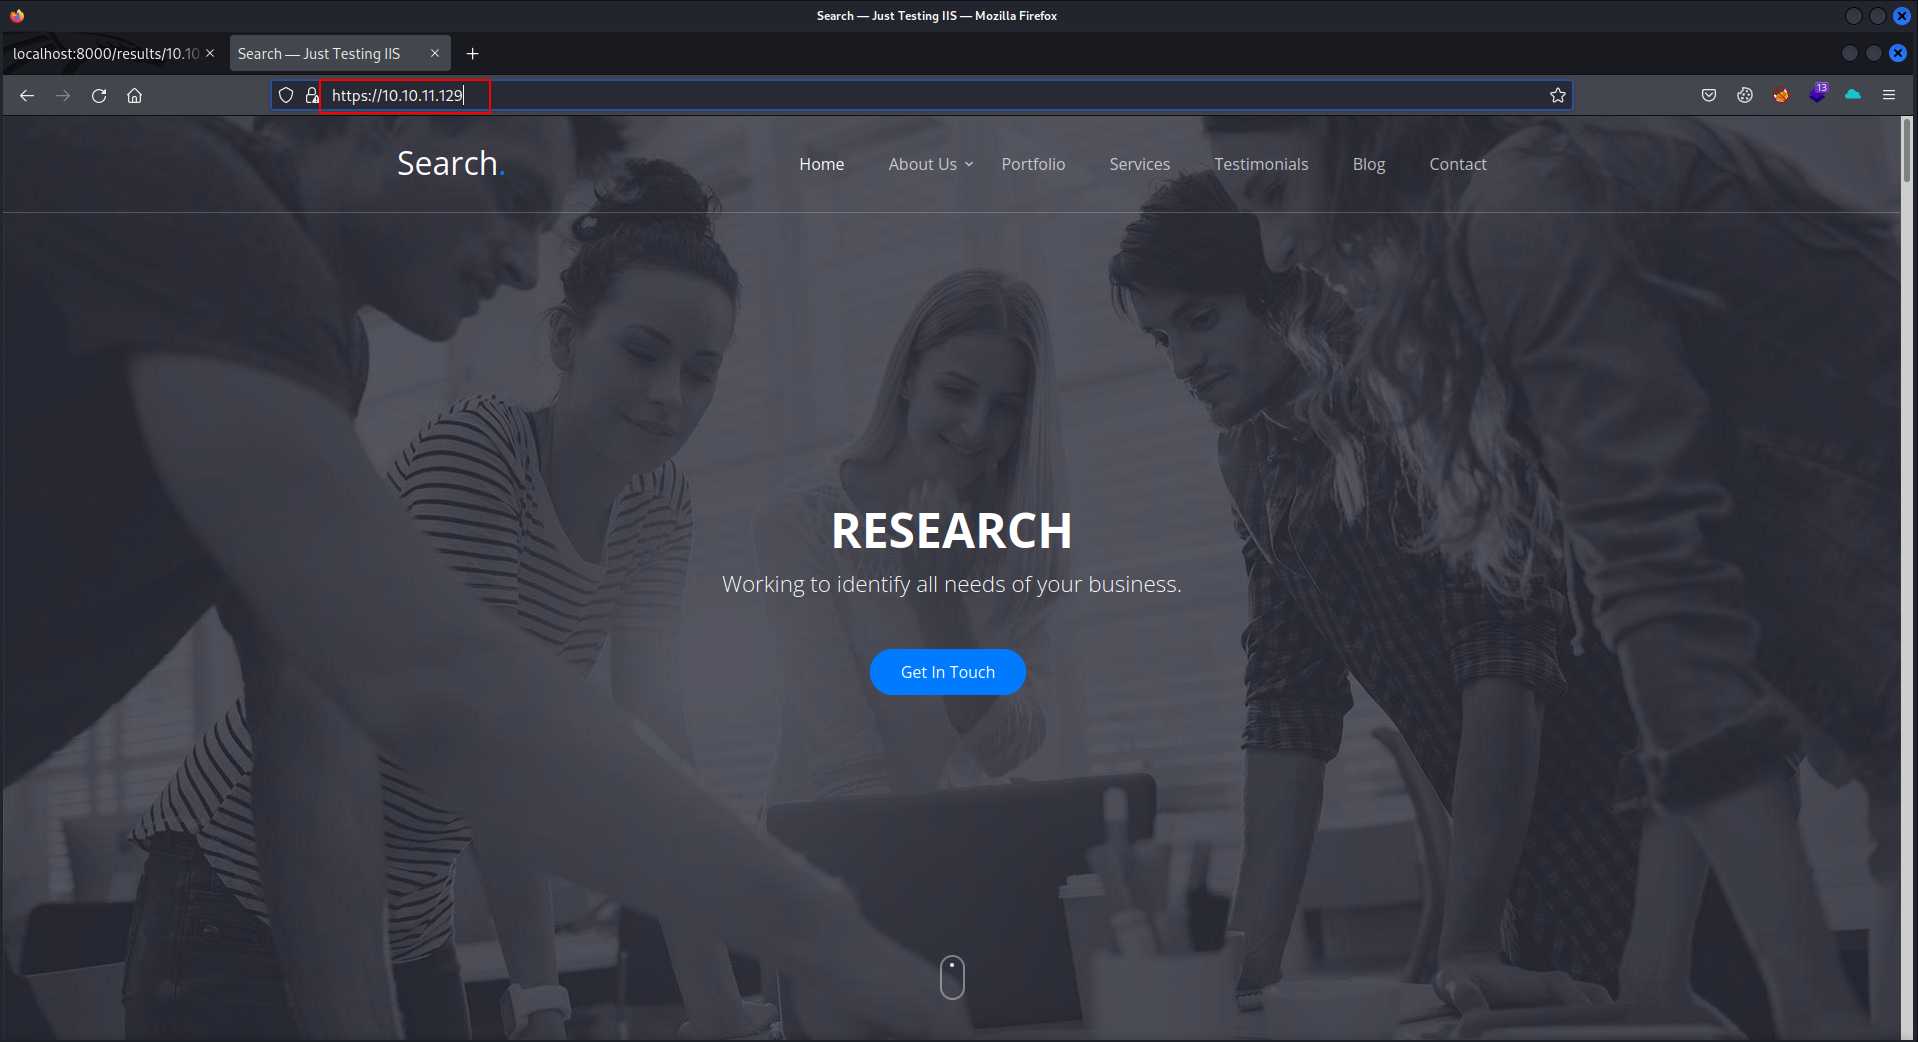 Search — Just Testing IIS — Mozilla Firefox
localhost:8000/results/10.10
Search — Just Testing IIS
https://10.10.11.129
13
Search.
Home About Us Portfolio Services Testimonials Blog Contact
RESEARCH
Working to identify all needs of your business.
Get In Touch